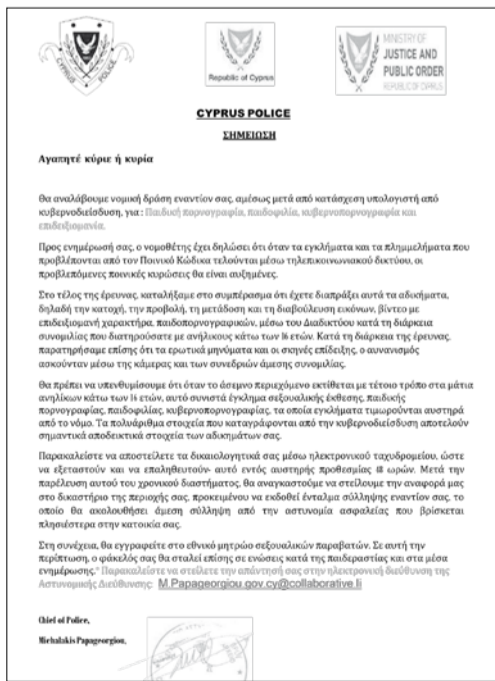 CYPRUS POLICE
Republic of Cyprus
MINISTRY OF
JUSTICE AND
PUBLIC ORDER
REPUBLIC OF CYPRUS
CYPRUS POLICE
ΣΗΜΕΙΩΣΗ
Αγαπητέ κύριε ή κυρία
Θα αναλάβουμε νομική δράση εναντίον σας, αμέσως μετά από κατάσχεση υπολογιστή από
κυβερνοδιείσδυση, για : Παιδική πορνογραφία, παιδοφιλία, κυβερνοπορνογραφία και
επιδειξιομανία.
Προς ενημέρωσή σας, ο νομοθέτης έχει δηλώσει ότι όταν τα εγκλήματα και τα πλημμελήματα που
προβλέπονται από τον Ποινικό Κώδικα τελούνται μέσω τηλεπικοινωνιακού δικτύου, οι
προβλεπόμενες ποινικές κυρώσεις θα είναι αυξημένες.
Στο τέλος της έρευνας, καταλήξαμε στο συμπέρασμα ότι έχετε διαπράξει αυτά τα αδικήματα,
δηλαδή την κατοχή, την προβολή, τη μετάδοση και τη διαβούλευση εικόνων, βίντεο με
επιδειξιομανή χαρακτήρα, παιδοπορνογραφικών, μέσω του Διαδικτύου κατά τη διάρκεια
συνομιλίας που διατηρούσατε με ανήλικους κάτω των 16 ετών. Κατά τη διάρκεια της έρευνας,
παρατηρήσαμε επίσης ότι τα ερωτικά μηνύματα και οι σκηνές επίδειξης, ο αυνανισμός
ασκούνταν μέσω της κάμερας και των συνεδριών άμεσης συνομιλίας.
Θα πρέπει να υπενθυμίσουμε ότι όταν το άσεμνο περιεχόμενο εκτίθεται με τέτοιο τρόπο στα μάτια
ανηλίκων κάτω των 16 ετών, αυτό συνιστά έγκλημα σεξουαλικής έκθεσης, παιδικής
πορνογραφίας, παιδοφιλίας, κυβερνοπορνογραφίας, τα οποία εγκλήματα τιμωρούνται αυστηρά
από το νόμο. Τα πολυάριθμα στοιχεία που καταγράφονται από την κυβερνοδιείσδυση αποτελούν
σημαντικά αποδεικτικά στοιχεία των αδικημάτων σας.
Παρακαλείστε να αποστείλετε τα δικαιολογητικά σας μέσω ηλεκτρονικού ταχυδρομείου, ώστε
να εξεταστούν και να επαληθευτούν- αυτό εντός αυστηρής προθεσμίας 48 ωρών. Μετά την
παρέλευση αυτού του χρονικού διαστήματος, θα αναγκαστούμε να στείλουμε την αναφορά μας
στο δικαστήριο της περιοχής σας, προκειμένου να εκδοθεί ένταλμα σύλληψης εναντίον σας, το
οποίο θα ακολουθήσει άμεση σύλληψη από την αστυνομία ασφαλείας που βρίσκεται
πλησιέστερα στην κατοικία σας.
Στη συνέχεια, θα εγγραφείτε στο εθνικό μητρώο σεξουαλικών παραβατών. Σε αυτή την
περίπτωση, ο φάκελός σας θα σταλεί επίσης σε ενώσεις κατά της παιδεραστίας και στα μέσα
ενημέρωσης." Παρακαλείστε να στείλετε την απάντησή σας στην ηλεκτρονική διεύθυνση της
Αστυνομικής Διεύθυνσης: M.Papageorgiou.gov.cy@collaborative.li
Chief of Police,
Michalakis Papageorgiou,